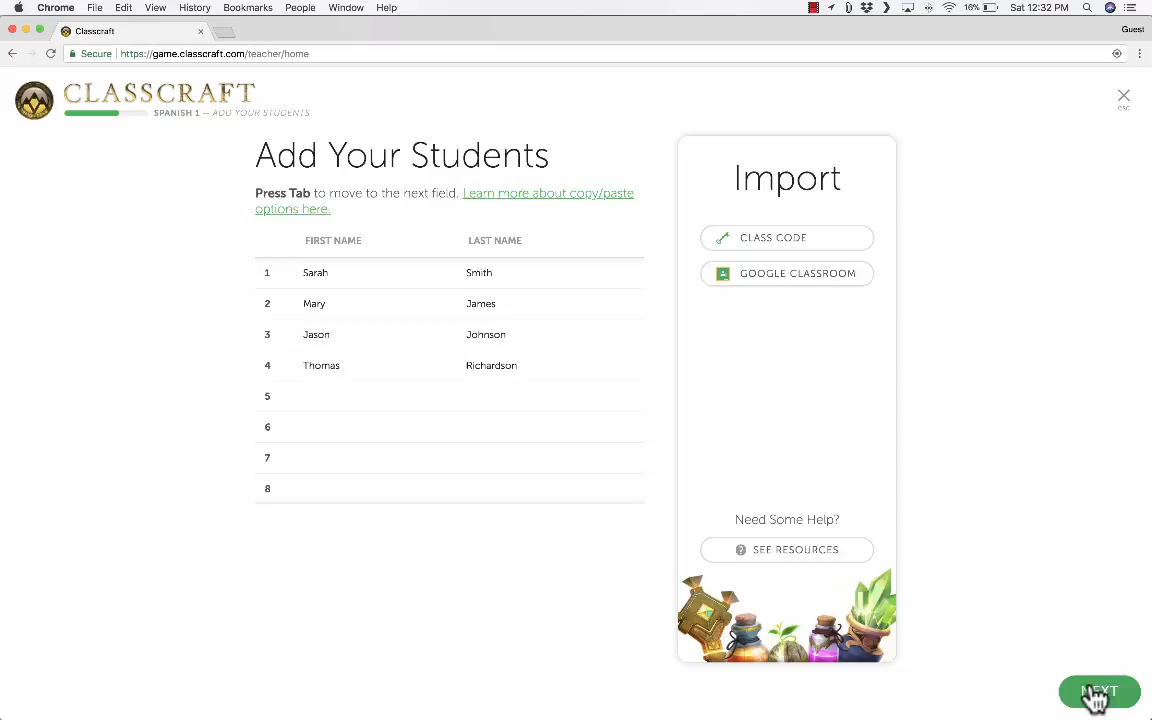 Chrome File Edit View History Bookmarks People Window Help 16% Sat 12:32 PM
Classcraft
Guest
Secure https://game.classcraft.com/teacher/home
CLASSCRAFT
SPANISH 1 — ADD YOUR STUDENTS
esc
Add Your Students
Press Tab to move to the next field. Learn more about copy/paste
options here.
FIRST NAME LAST NAME
1 Sarah Smith
2 Mary James
3 Jason Johnson
4 Thomas Richardson
5
6
7
8
Import
CLASS CODE
GOOGLE CLASSROOM
Need Some Help?
SEE RESOURCES
NEXT